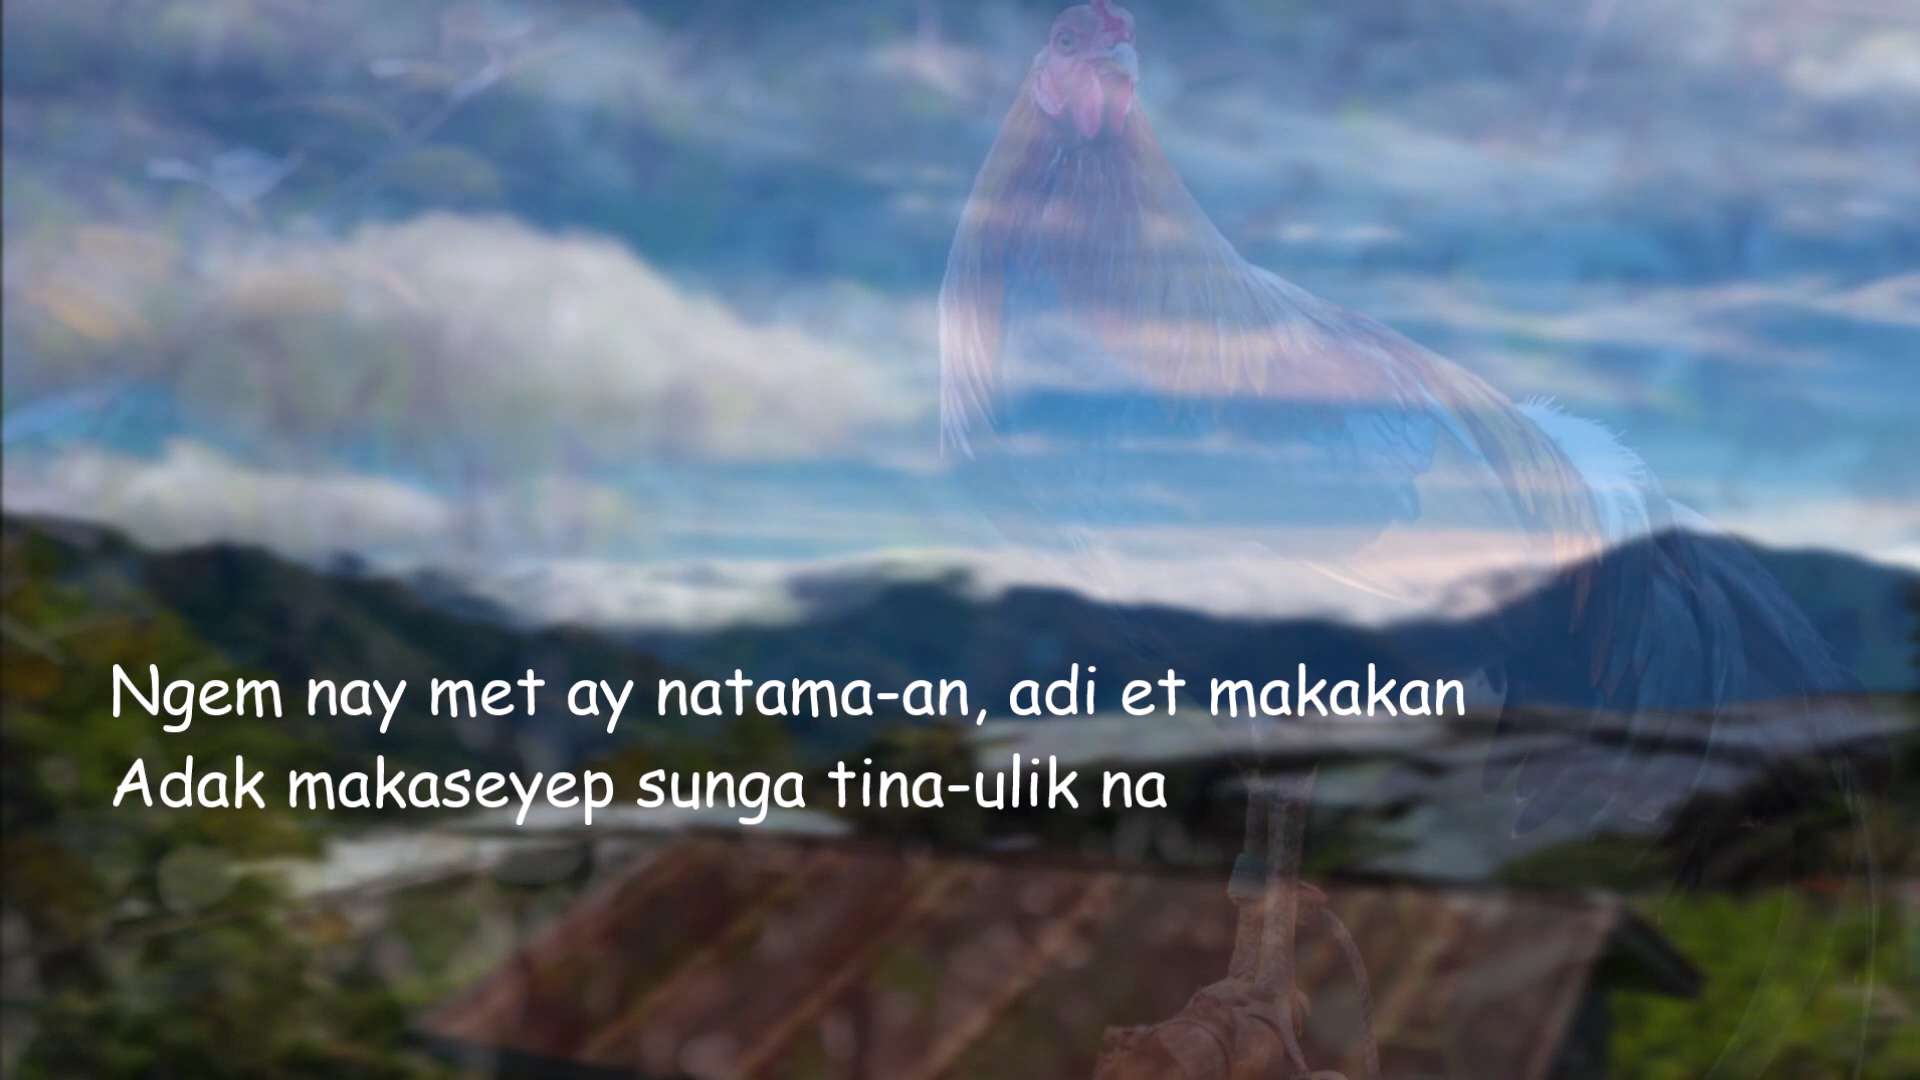 Ngem nay met ay natama-an, adi et makakan
Adak makaseyep sunga tina-ulik na